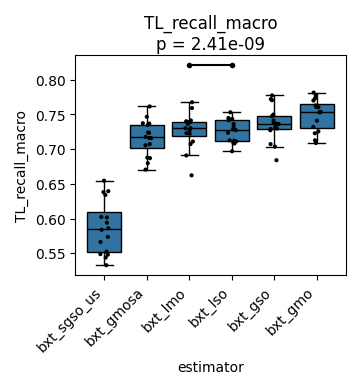 TL_recall_macro
p = 2.41e-09
TL_recall_macro
0.80
0.75
0.70
0.65
0.60
0.55
bxt_sgso_us
bxt_gmosa
bxt_lmo
bxt_lso
bxt_gso
bxt_gmo
estimator